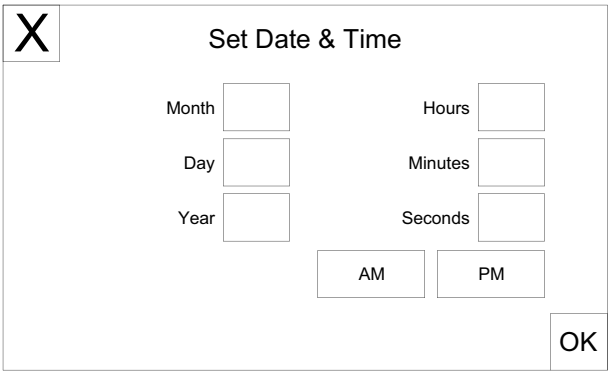 X
Set Date & Time
Month
Hours
Day
Minutes
Year
Seconds
AM
PM
OK